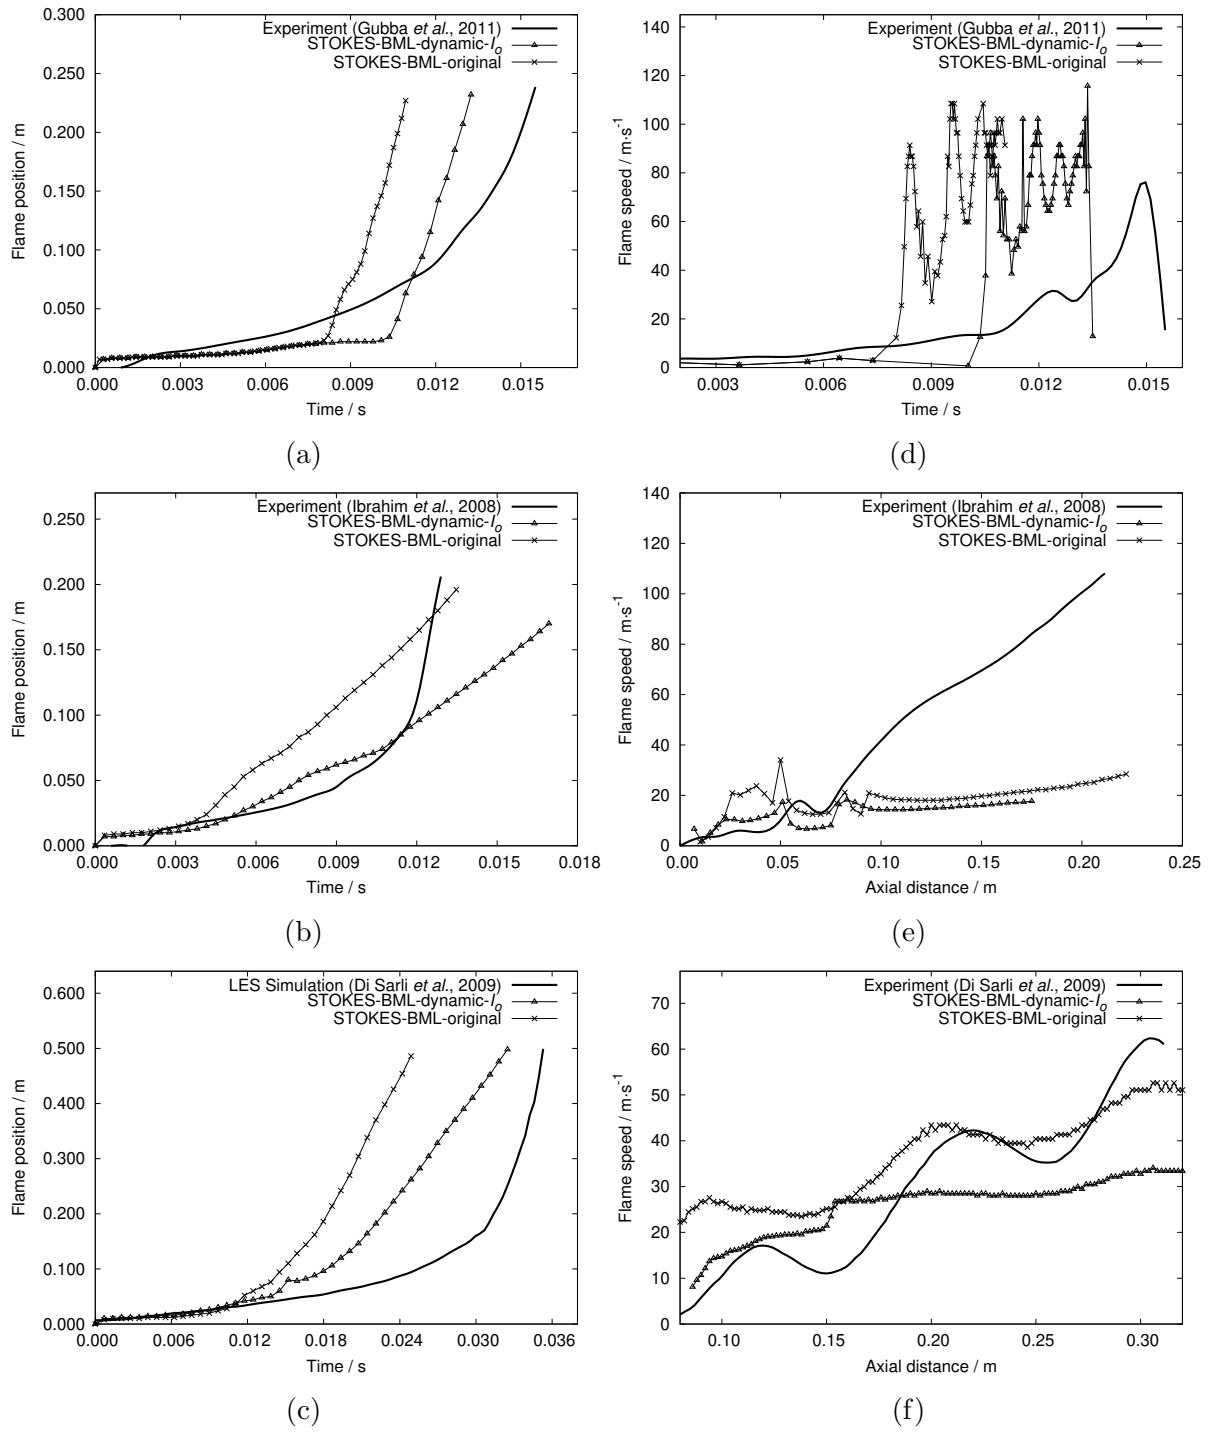 0.300
0.250
0.200
0.150
0.100
0.050
0.000
Flame position / m
Experiment (Gubba et al., 2011)
STOKES-BML-dynamic-Io
STOKES-BML-original
0.000 0.003 0.006 0.009 0.012 0.015
Time / s
(a)
140
120
100
80
60
40
20
0
Flame speed / m·s-1
Experiment (Gubba et al., 2011)
STOKES-BML-dynamic-Io
STOKES-BML-original
0.003 0.006 0.009 0.012 0.015
Time / s
(d)
0.250
0.200
0.150
0.100
0.050
0.000
Flame position / m
Experiment (Ibrahim et al., 2008)
STOKES-BML-dynamic-Io
STOKES-BML-original
0.000 0.003 0.006 0.009 0.012 0.015 0.018
Time / s
(b)
140
120
100
80
60
40
20
0
Flame speed / m·s-1
Experiment (Ibrahim et al., 2008)
STOKES-BML-dynamic-Io
STOKES-BML-original
0.00 0.05 0.10 0.15 0.20 0.25
Axial distance / m
(e)
0.600
0.500
0.400
0.300
0.200
0.100
0.000
Flame position / m
LES Simulation (Di Sarli et al., 2009)
STOKES-BML-dynamic-Io
STOKES-BML-original
0.000 0.006 0.012 0.018 0.024 0.030 0.036
Time / s
(c)
70
60
50
40
30
20
10
0
Flame speed / m·s-1
Experiment (Di Sarli et al., 2009)
STOKES-BML-dynamic-Io
STOKES-BML-original
0.10 0.15 0.20 0.25 0.30
Axial distance / m
(f)